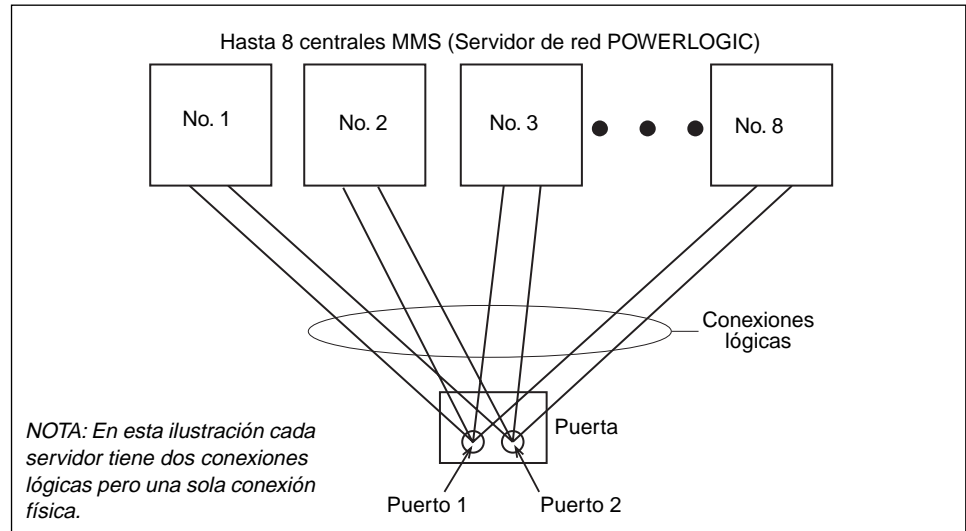 Hasta 8 centrales MMS (Servidor de red POWERLOGIC)
No. 1
No. 2
No. 3
No. 8
Conexiones
lógicas
Puerta
NOTA: En esta ilustración cada
servidor tiene dos conexiones
lógicas pero una sola conexión
física.
Puerto 1
Puerto 2